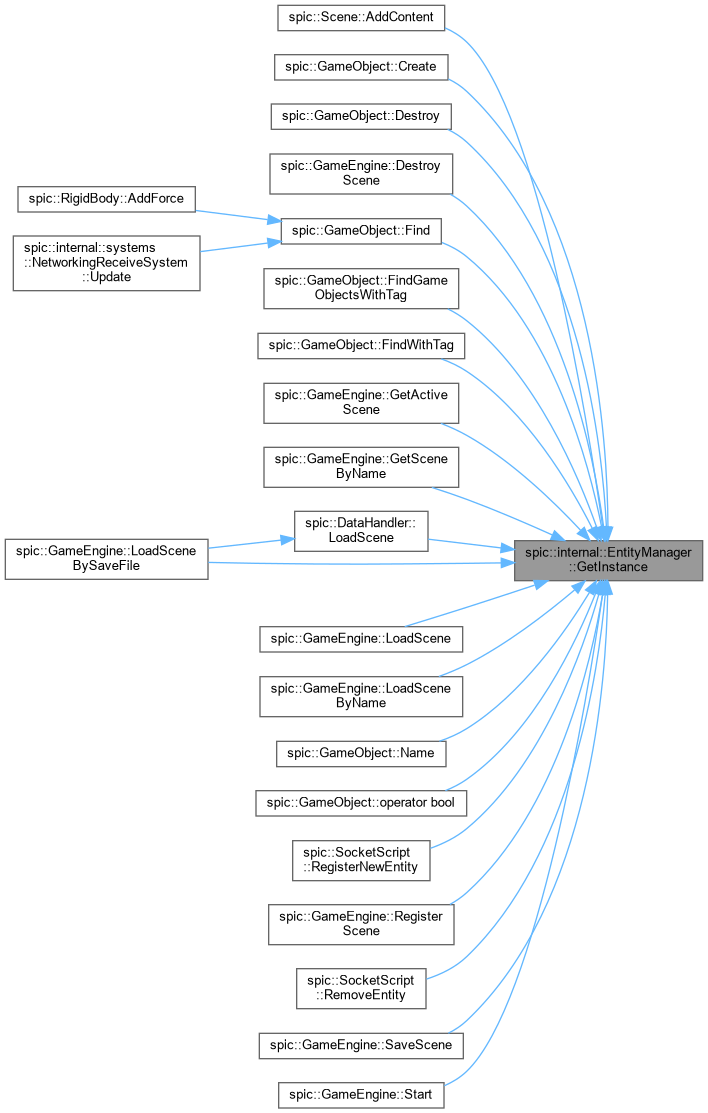 spic::Scene::AddContent
spic::GameObject::Create
spic::GameObject::Destroy
spic::GameEngine::Destroy
Scene
spic::RigidBody::AddForce
spic::GameObject::Find
spic::internal::systems
::NetworkingReceiveSystem
::Update
spic::GameObject::FindGame
ObjectsWithTag
spic::GameObject::FindWithTag
spic::GameEngine::GetActive
Scene
spic::GameEngine::GetScene
ByName
spic::DataHandler::
LoadScene
spic::GameEngine::LoadScene
BySaveFile
spic::internal::EntityManager
::GetInstance
spic::GameEngine::LoadScene
spic::GameEngine::LoadScene
ByName
spic::GameObject::Name
spic::GameObject::operator bool
spic::SocketScript
::RegisterNewEntity
spic::GameEngine::Register
Scene
spic::SocketScript
::RemoveEntity
spic::GameEngine::SaveScene
spic::GameEngine::Start